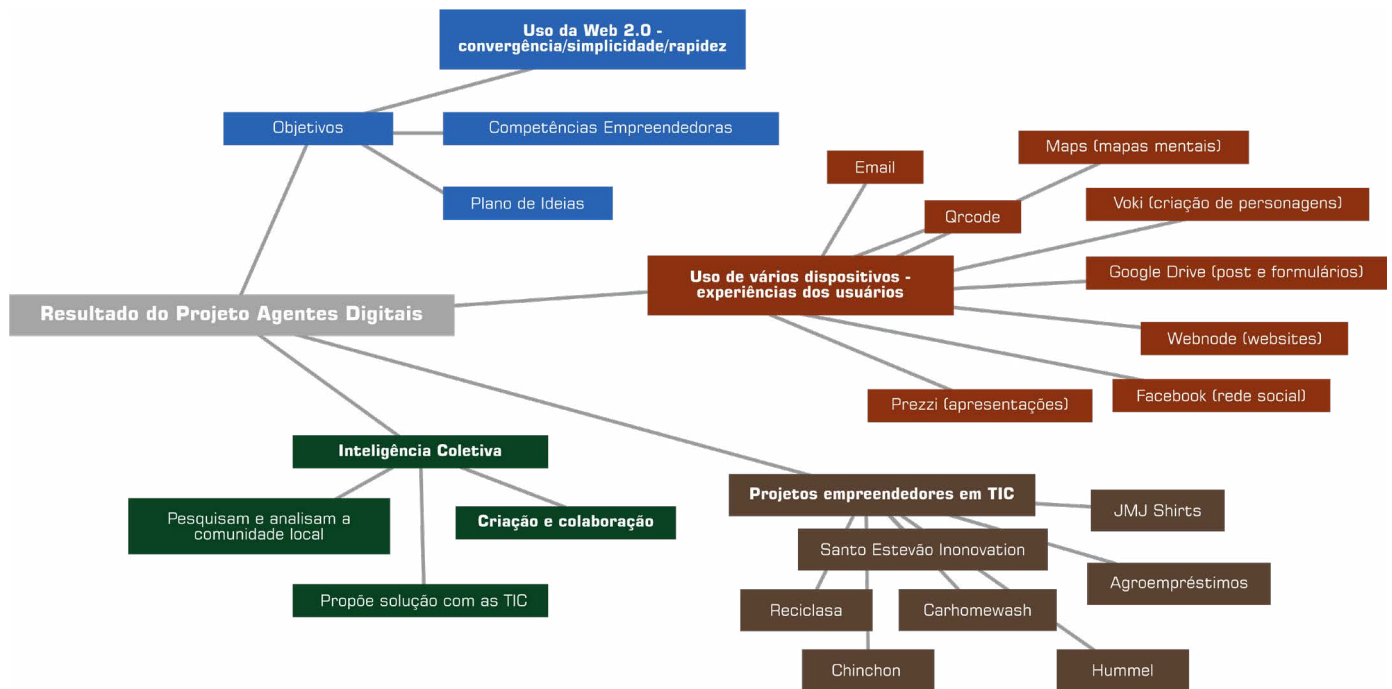 Uso da Web 2.0 -
convergência/simplicidade/rapidez
Objetivos
Competências Empreendedoras
Plano de Ideias
Resultado do Projeto Agentes Digitais
Uso de vários dispositivos -
experiências dos usuários
Email
Qrcode
Maps (mapas mentais)
Voki (criação de personagens)
Google Drive (post e formulários)
Webnode (websites)
Facebook (rede social)
Prezzi (apresentações)
Inteligência Coletiva
Pesquisam e analisam a
comunidade local
Criação e colaboração
Propõe solução com as TIC
Projetos empreendedores em TIC
JMJ Shirts
Santo Estevão Inonovation
Agroempréstimos
Reciclasa
Carhomewash
Chinchon
Hummel